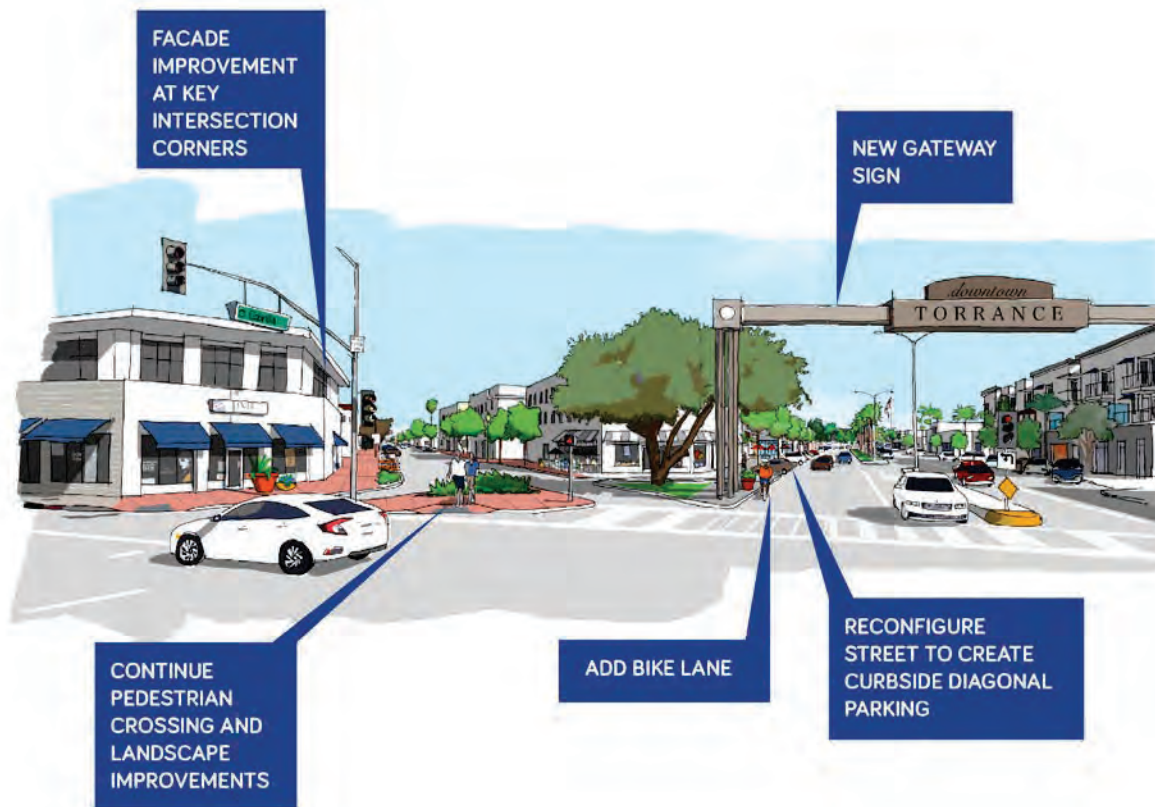 FACADE
IMPROVEMENT
AT KEY
INTERSECTION
CORNERS
NEW GATEWAY
SIGN
downtown
TORRANCE
CONTINUE
PEDESTRIAN
CROSSING AND
LANDSCAPE
IMPROVEMENTS
ADD BIKE LANE
RECONFIGURE
STREET TO CREATE
CURBSIDE DIAGONAL
PARKING